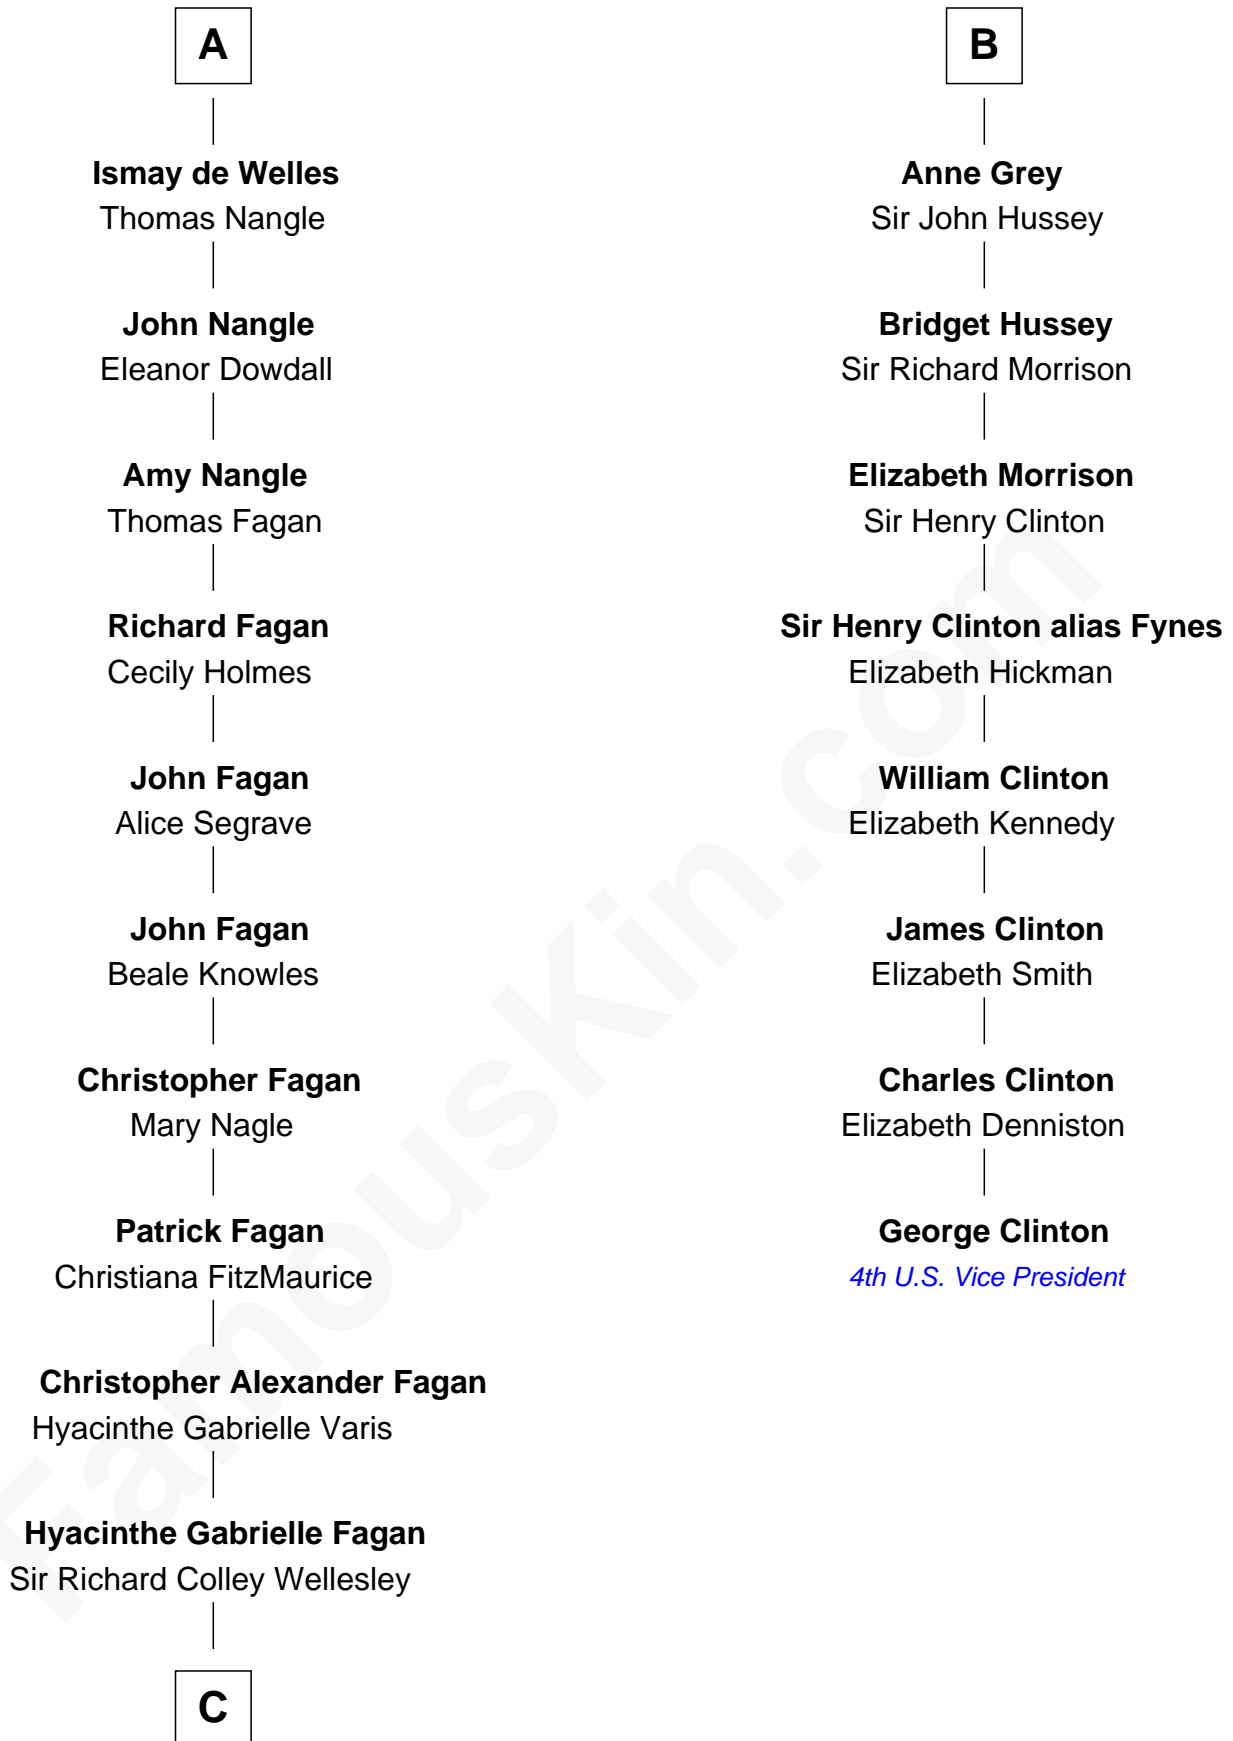 A
Ismay de Welles
Thomas Nangle
John Nangle
Eleanor Dowdall
Amy Nangle
Thomas Fagan
Richard Fagan
Cecily Holmes
John Fagan
Alice Segrave
John Fagan
Beale Knowles
Christopher Fagan
Mary Nagle
Patrick Fagan
Christiana FitzMaurice
Christopher Alexander Fagan
Hyacinthe Gabrielle Varis
Hyacinthe Gabrielle Fagan
Sir Richard Colley Wellesley
C
B
Anne Grey
Sir John Hussey
Bridget Hussey
Sir Richard Morrison
Elizabeth Morrison
Sir Henry Clinton
Sir Henry Clinton alias Fynes
Elizabeth Hickman
William Clinton
Elizabeth Kennedy
James Clinton
Elizabeth Smith
Charles Clinton
Elizabeth Denniston
George Clinton
4th U.S. Vice President
FamousKin.com